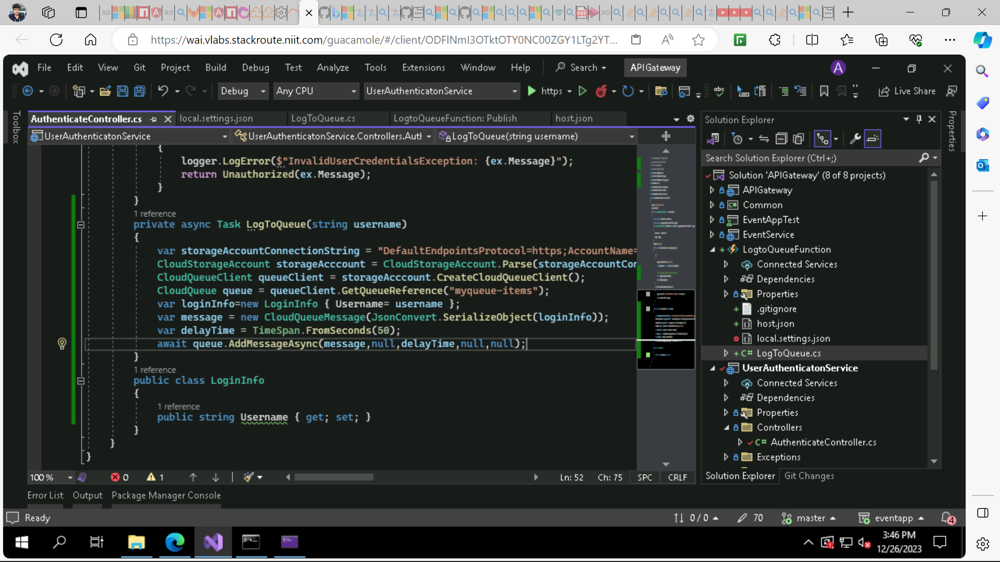 https://wai.vlabs.stackroute.niit.com/guacamole/#/client/ODFlNmI3OTktOTY0NC00ZGY1LTg2YT...
File Edit View Git Project Build Debug Test Analyze Tools Extensions Window Help Search APIGateway A
Debug Any CPU UserAuthenticatonService https Live Share
Toolbox
AuthenticateController.cs local.settings.json LogToQueue.cs LogtoQueueFunction: Publish host.json
UserAuthenticatonService UserAuthenticatonService.Controllers.Auth LogToQueue(string username)
{
logger.LogError($"InvalidUserCredentialsException: {ex.Message}");
return Unauthorized(ex.Message);
}
}
1 reference
private async Task LogToQueue(string username)
{
var storageAccountConnectionString = "DefaultEndpointsProtocol=https;AccountName=
CloudStorageAccount storageAcccount = CloudStorageAccount.Parse(storageAccountCon
CloudQueueClient queueClient = storageAcccount.CreateCloudQueueClient();
CloudQueue queue = queueClient.GetQueueReference("myqueue-items");
var loginInfo=new LoginInfo { Username= username };
var message = new CloudQueueMessage(JsonConvert.SerializeObject(loginInfo));
var delayTime = TimeSpan.FromSeconds(50);
await queue.AddMessageAsync(message,null,delayTime,null,null);
}
1 reference
public class LoginInfo
{
1 reference
public string Username { get; set; }
}
}
}
100 % 0 1 Ln: 52 Ch: 75 SPC CRLF
Error List Output Package Manager Console
Solution Explorer
Search Solution Explorer (Ctrl+;)
Solution 'APIGateway' (8 of 8 projects)
APIGateway
Common
EventAppTest
EventService
LogtoQueueFunction
Connected Services
Dependencies
Properties
.gitignore
host.json
local.settings.json
LogToQueue.cs
UserAuthenticatonService
Connected Services
Dependencies
Properties
Controllers
AuthenticateController.cs
Exceptions
Solution Explorer Git Changes
Properties
Ready 0 / 0 70 master eventapp 4
3:46 PM
12/26/2023